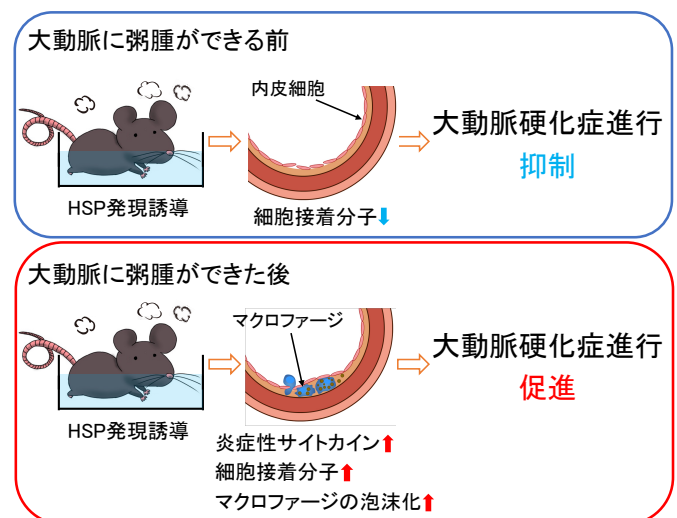 大動脈に粥腫ができる前
内皮細胞
大動脈硬化症進行
抑制
HSP発現誘導
細胞接着分子⬇
大動脈に粥腫ができた後
マクロファージ
大動脈硬化症進行
促進
HSP発現誘導
炎症性サイトカイン⬆
細胞接着分子⬆
マクロファージの泡沫化⬆